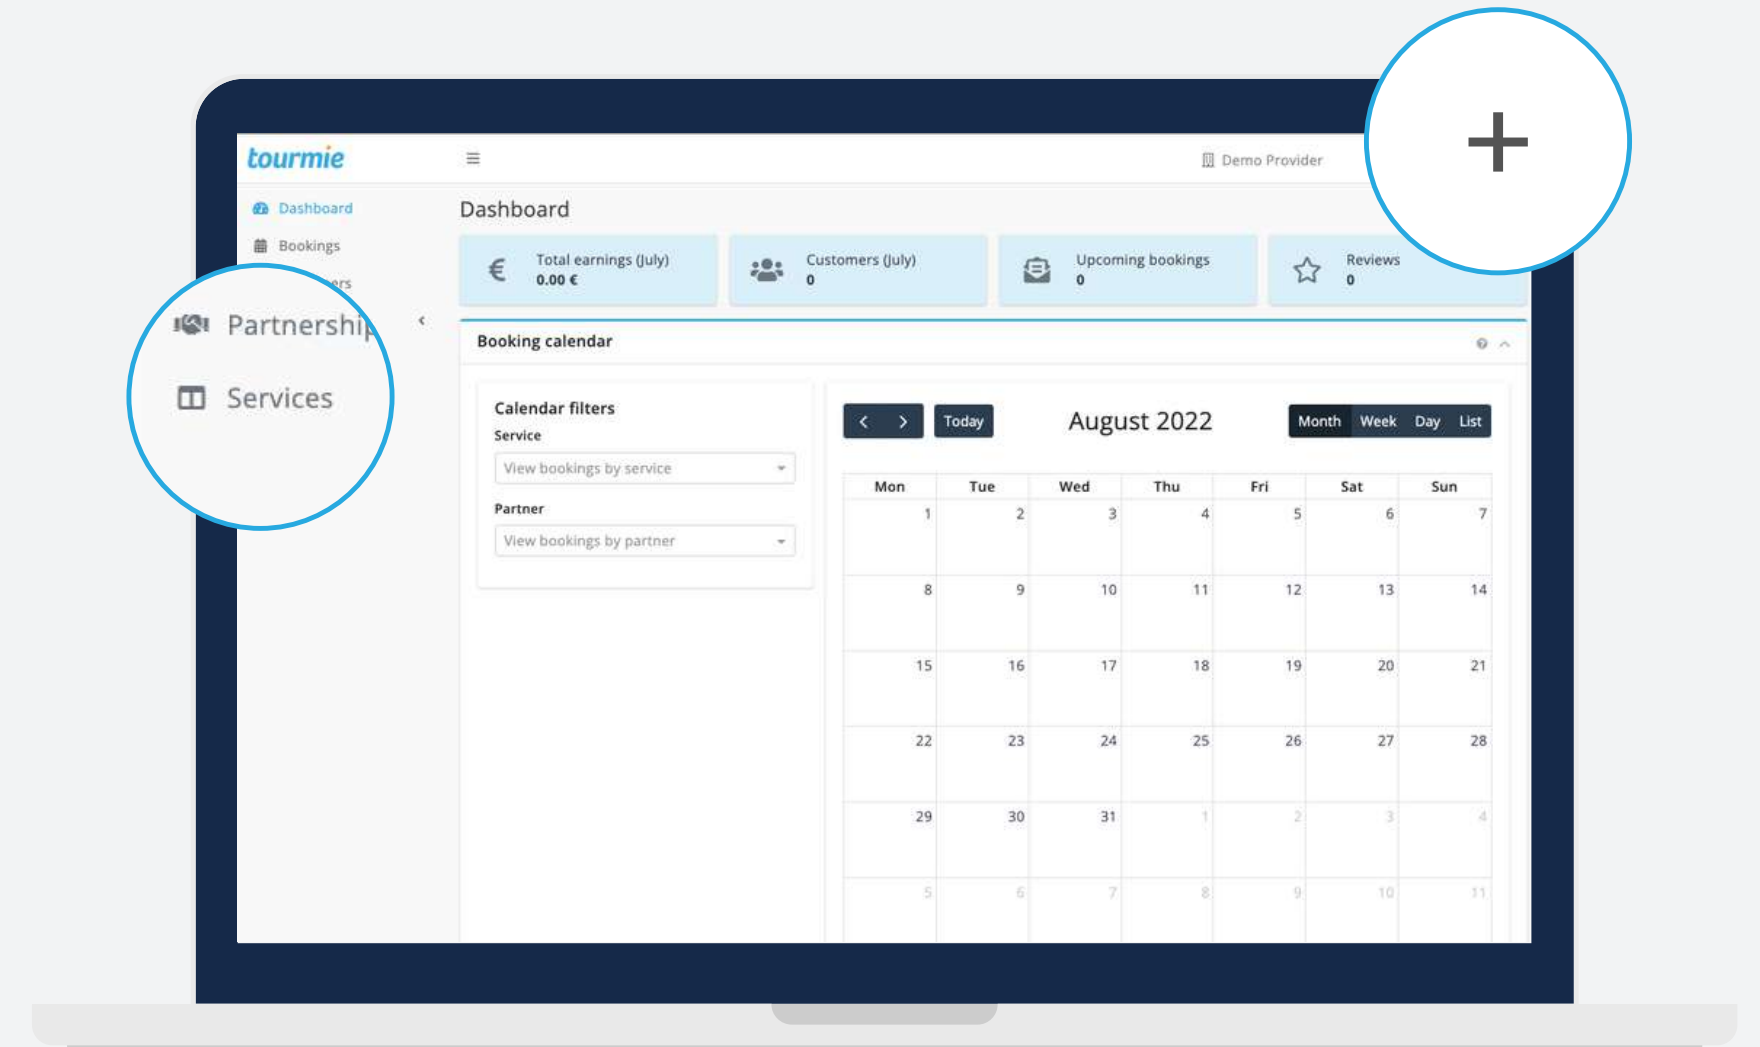 tourmie
Demo Provider
Dashboard
Bookings
Partnership
Services
Dashboard
Total earnings (July)
0.00 €
Customers (July)
0
Upcoming bookings
0
Reviews
0
Booking calendar
Calendar filters
Service
View bookings by service
Partner
View bookings by partner
Today
August 2022
Month Week Day List
Mon Tue Wed Thu Fri Sat Sun
1 2 3 4 5 6 7
8 9 10 11 12 13 14
15 16 17 18 19 20 21
22 23 24 25 26 27 28
29 30 31 1 2 3 4
5 6 7 8 9 10 11